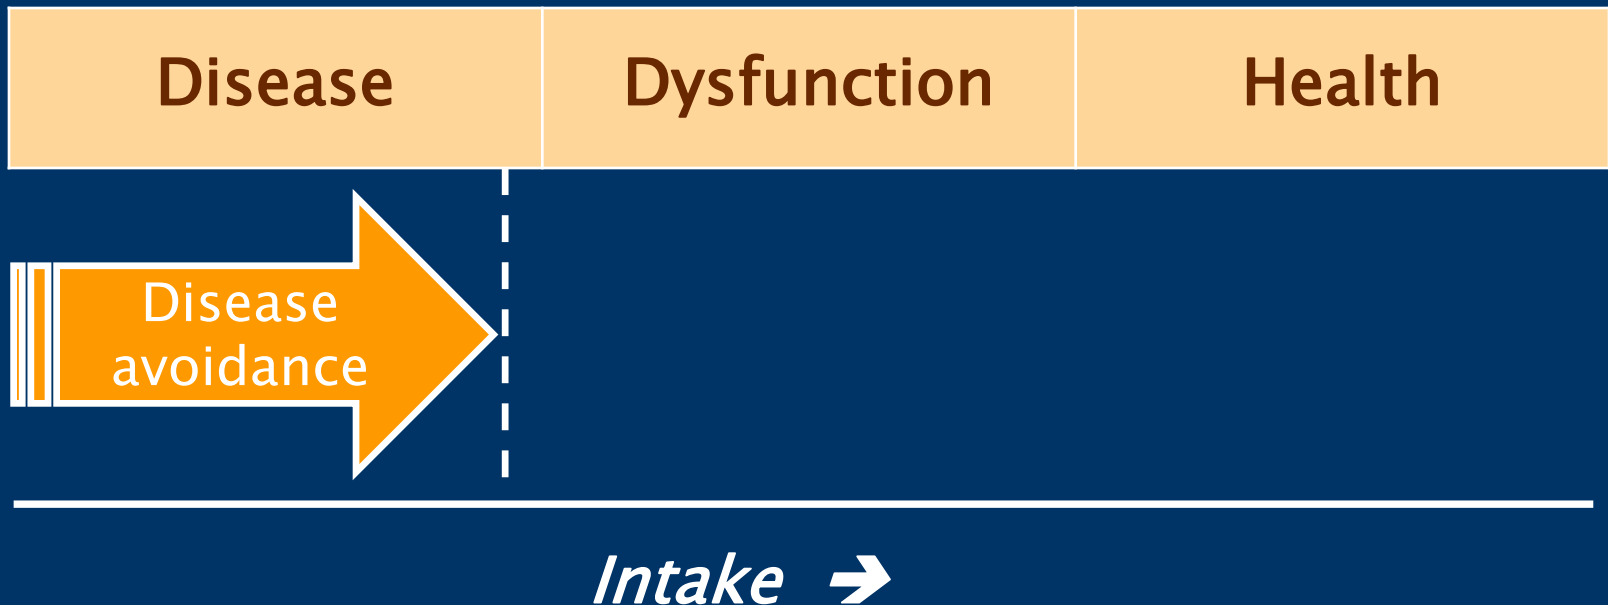 Disease Dysfunction Health
Disease
avoidance
Intake →